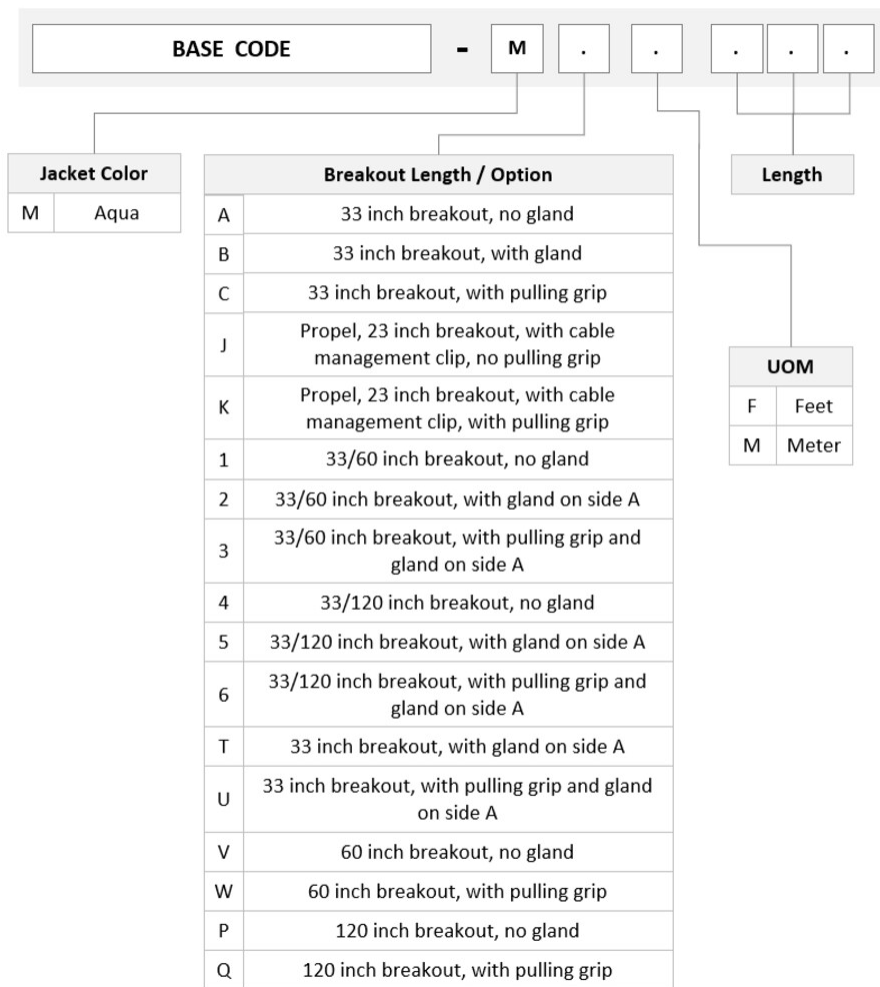 BASE CODE - M . . . . .
Jacket Color
M Aqua
Breakout Length / Option
A 33 inch breakout, no gland
B 33 inch breakout, with gland
C 33 inch breakout, with pulling grip
J Propel, 23 inch breakout, with cable
management clip, no pulling grip
K Propel, 23 inch breakout, with cable
management clip, with pulling grip
1 33/60 inch breakout, no gland
2 33/60 inch breakout, with gland on side A
3 33/60 inch breakout, with pulling grip and
gland on side A
4 33/120 inch breakout, no gland
5 33/120 inch breakout, with gland on side A
6 33/120 inch breakout, with pulling grip and
gland on side A
T 33 inch breakout, with gland on side A
U 33 inch breakout, with pulling grip and gland
on side A
V 60 inch breakout, no gland
W 60 inch breakout, with pulling grip
P 120 inch breakout, no gland
Q 120 inch breakout, with pulling grip
Length
UOM
F Feet
M Meter